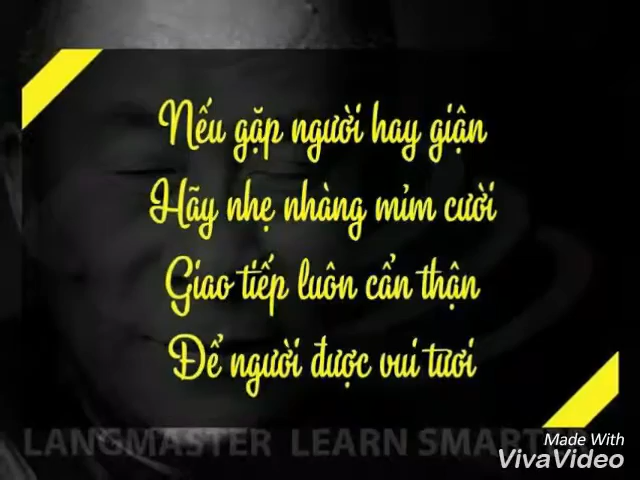 Nếu gặp người hay giận
Hãy nhẹ nhàng mỉm cười
Giao tiếp luôn cẩn thận
Để người được vui tươi
LANGMASTER LEARN SMARTER
Made With
VivaVideo